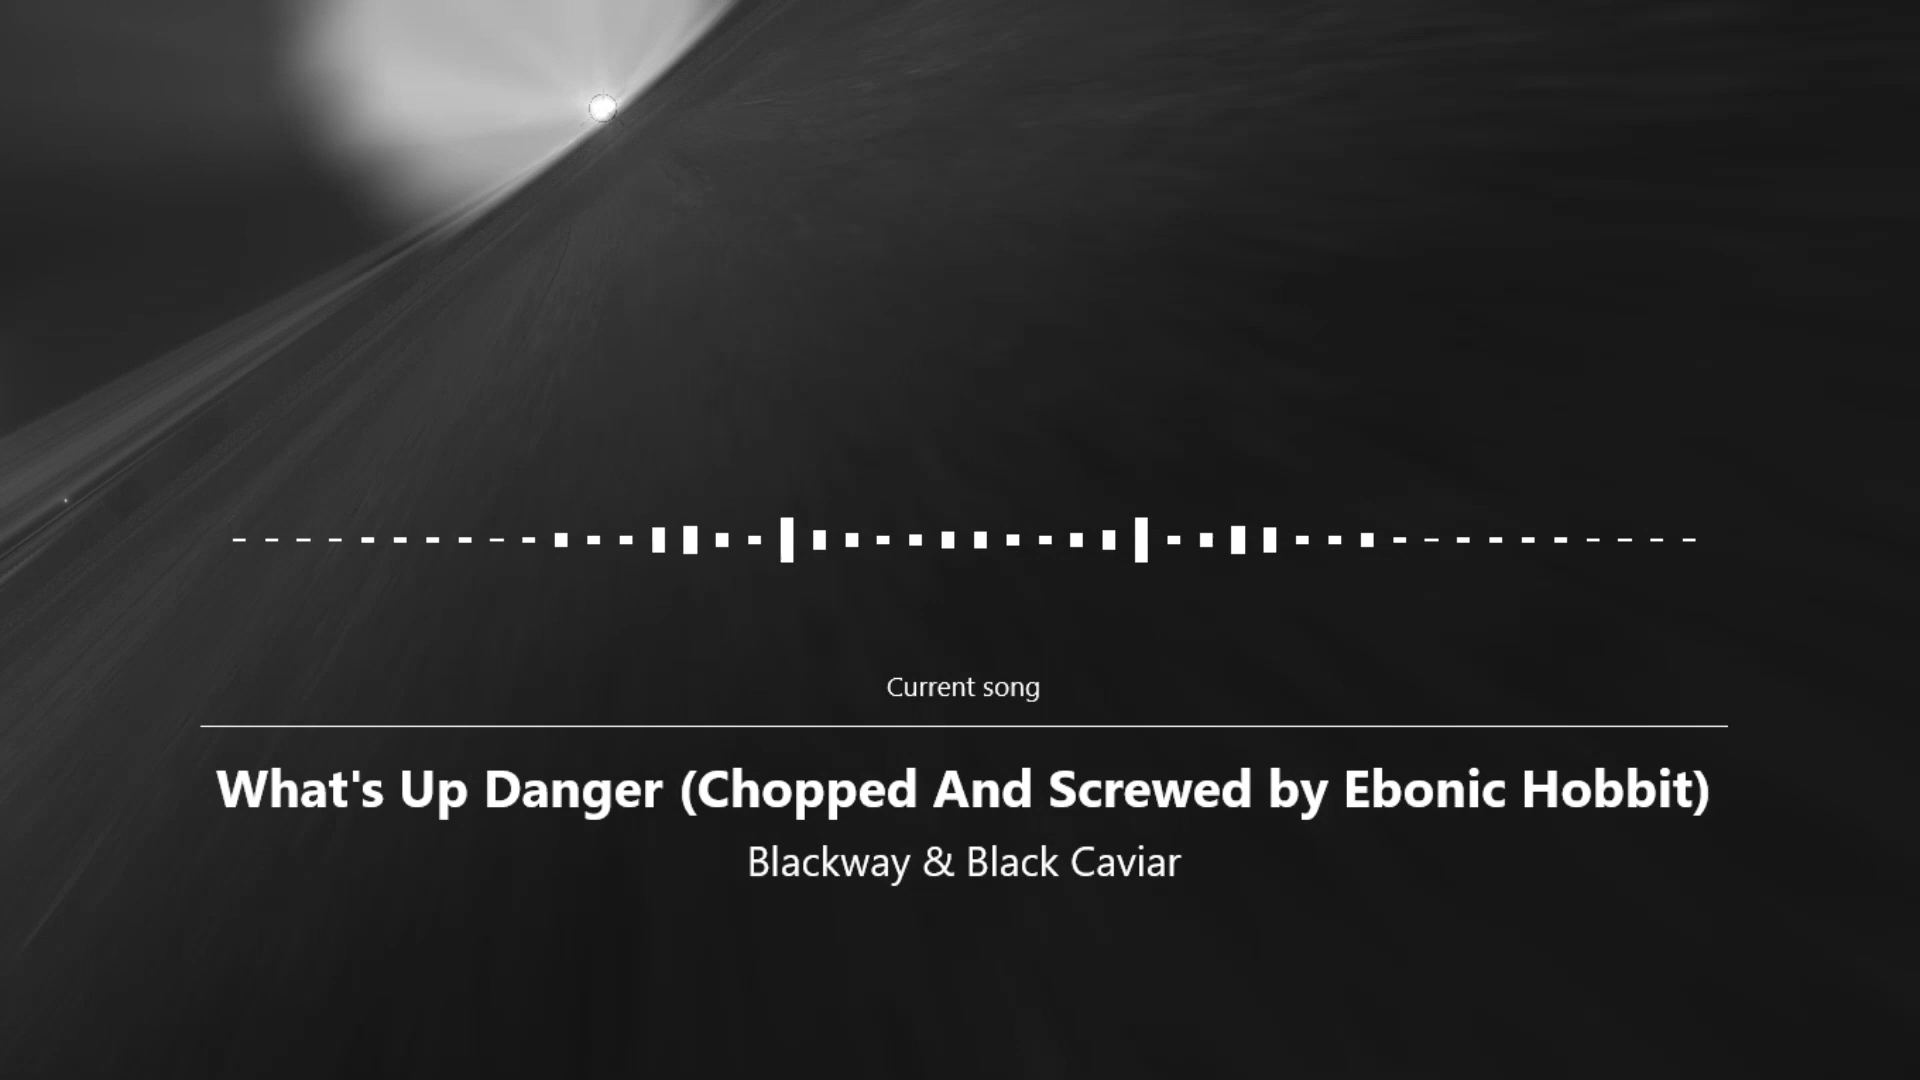 Current song
What's Up Danger (Chopped And Screwed by Ebonic Hobbit)
Blackway & Black Caviar